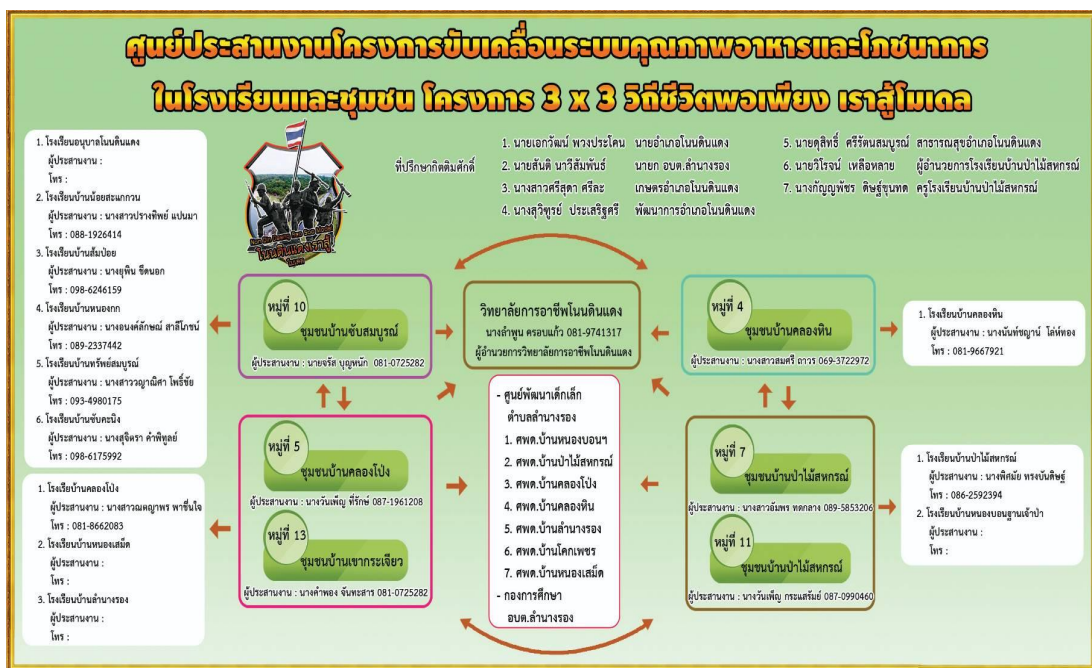 ศูนย์ประสานงานโครงการขับเคลื่อนระบบคุณภาพอาหารและโภชนาการ
ในโรงเรียนและชุมชน โครงการ 3 x 3 วิถีชีวิตพอเพียง เราสู้โมเดล
ที่ปรึกษากิตติมศักดิ์
1. นายเอกวัฒน์ พวงประโคน นายอำเภอโนนดินแดง
2. นายสันติ นาวีสัมพันธ์ นายก อบต.ลำนางรอง
3. นางสาวศรีสุดา ศรีละ เกษตรอำเภอโนนดินแดง
4. นางสุวิฑูรย์ ประเสริฐศรี พัฒนาการอำเภอโนนดินแดง
5. นายดุสิทธิ์ ศรีรัตนสมบูรณ์ สาธารณสุขอำเภอโนนดินแดง
6. นายวิโรจน์ เหลือหลาย ผู้อำนวยการโรงเรียนบ้านป่าไม้สหกรณ์
7. นางกัญญพัชร ดิษฐ์ขุนทด ครูโรงเรียนบ้านป่าไม้สหกรณ์
โนนดินแดงเราสู้
1. โรงเรียนอนุบาลโนนดินแดง
ผู้ประสานงาน :
โทร :
2. โรงเรียนบ้านน้อยสะแกกวน
ผู้ประสานงาน : นางสาวปรางทิพย์ แปนมา
โทร : 088-1926414
3. โรงเรียนบ้านส้มป่อย
ผู้ประสานงาน : นางยุพิน ขีดนอก
โทร : 098-6246159
4. โรงเรียนบ้านหนองกก
ผู้ประสานงาน : นางอนงค์ลักษณ์ สาลีโภชน์
โทร : 089-2337442
5. โรงเรียนบ้านทรัพย์สมบูรณ์
ผู้ประสานงาน : นางสาววญาณิศา โพธิ์ชัย
โทร : 093-4980175
6. โรงเรียนบ้านซับคะนิง
ผู้ประสานงาน : นางสุจิตรา คำพิทูลย์
โทร : 098-6175992
1. โรงเรียบ้านคลองโป่ง
ผู้ประสานงาน : นางสาวณคญาพร พาชื่นใจ
โทร : 081-8662083
2. โรงเรียนบ้านหนองเสม็ด
ผู้ประสานงาน :
โทร :
3. โรงเรียนบ้านลำนางรอง
ผู้ประสานงาน :
โทร :
หมู่ที่ 10
ชุมชนบ้านซับสมบูรณ์
ผู้ประสานงาน : นายจรัส บุญหนัก 081-0725282
หมู่ที่ 5
ชุมชนบ้านคลองโป่ง
ผู้ประสานงาน : นางวันเพ็ญ ที่รักษ์ 087-1961208
หมู่ที่ 13
ชุมชนบ้านเขากระเจียว
ผู้ประสานงาน : นางคำพอง จันทะสาร 081-0725282
วิทยาลัยการอาชีพโนนดินแดง
นางลำพูน ครอบแก้ว 081-9741317
ผู้อำนวยการวิทยาลัยการอาชีพโนนดินแดง
- ศูนย์พัฒนาเด็กเล็ก
ตำบลลำนางรอง
1. ศพด.บ้านหนองบอนฯ
2. ศพด.บ้านป่าไม้สหกรณ์
3. ศพด.บ้านคลองโป่ง
4. ศพด.บ้านคลองหิน
5. ศพด.บ้านลำนางรอง
6. ศพด.บ้านโคกเพชร
7. ศพด.บ้านหนองเสม็ด
- กองการศึกษา
อบต.ลำนางรอง
หมู่ที่ 4
ชุมชนบ้านคลองหิน
ผู้ประสานงาน : นางสาวสมศรี ถาวร 069-3722972
หมู่ที่ 7
ชุมชนบ้านป่าไม้สหกรณ์
ผู้ประสานงาน : นางสาวอัมพร ทดกลาง 089-5853206
หมู่ที่ 11
ชุมชนบ้านป่าไม้สหกรณ์
ผู้ประสานงาน : นางวันเพ็ญ กระแสรัมย์ 087-0990460
1. โรงเรียนบ้านคลองหิน
ผู้ประสานงาน : นางนันท์ชญาน์ โล่ห์ทอง
โทร : 081-9667921
1. โรงเรียนบ้านป่าไม้สหกรณ์
ผู้ประสานงาน : นางพิศมัย ทรงบันดิษฐ์
โทร : 086-2592394
2. โรงเรียนบ้านหนองบอนฐานเจ้าป่า
ผู้ประสานงาน :
โทร :